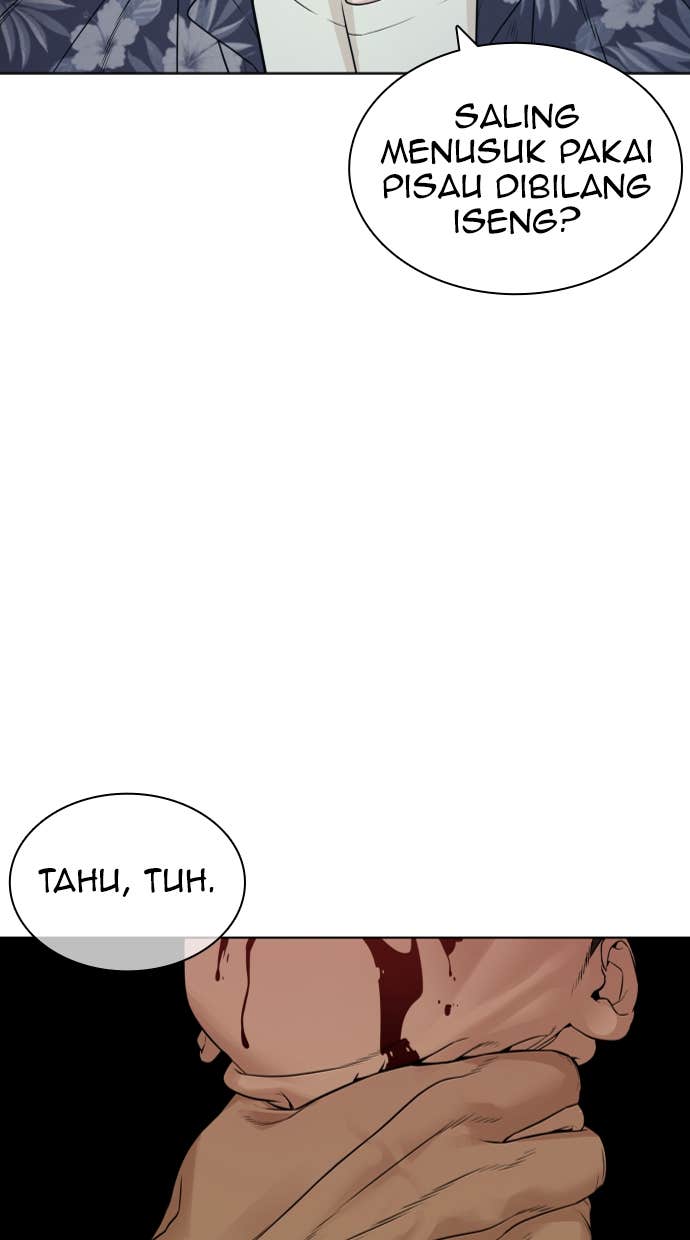 SALING
MENUSUK PAKAI
PISAU DIBILANG
ISENG?
TAHU, TUH.